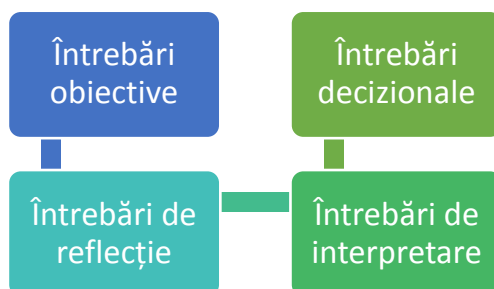 Întrebări
obiective
Întrebări de
reflecție
Întrebări de
interpretare
Întrebări
decizionale